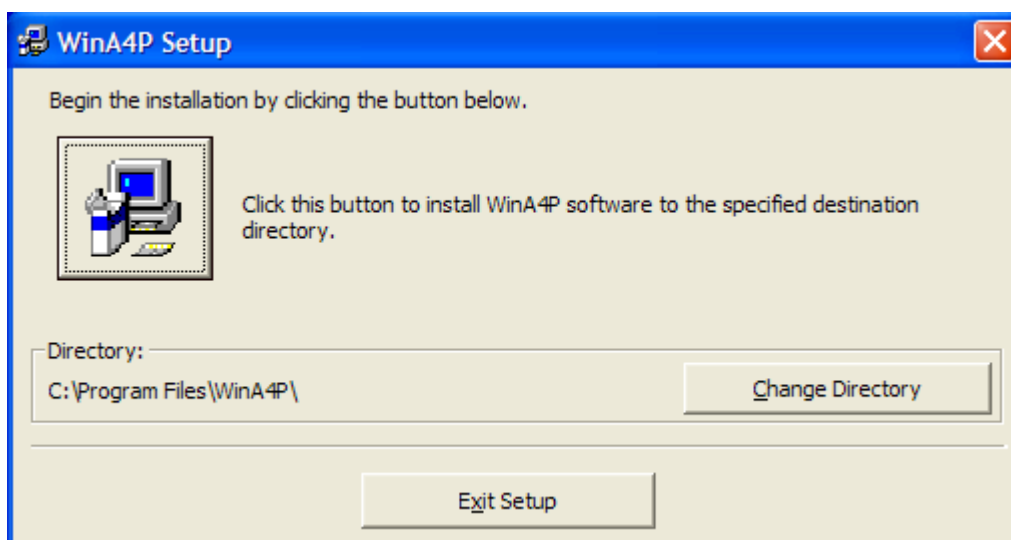 WinA4P Setup
Begin the installation by clicking the button below.
Click this button to install WinA4P software to the specified destination
directory.
Directory:
C:\Program Files\WinA4P\
Change Directory
Exit Setup